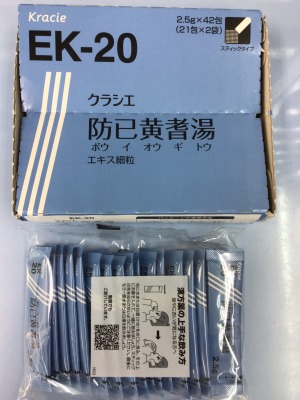 Kracie
2.5g×42包
(21包×2袋)
EK-20
スティックタイプ
クラシエ
防已黄耆湯
ボウイオウギトウ
エキス細粒
EK-20
漢方薬の上手な飲み方
Kracie
防已黄耆湯
2.5g